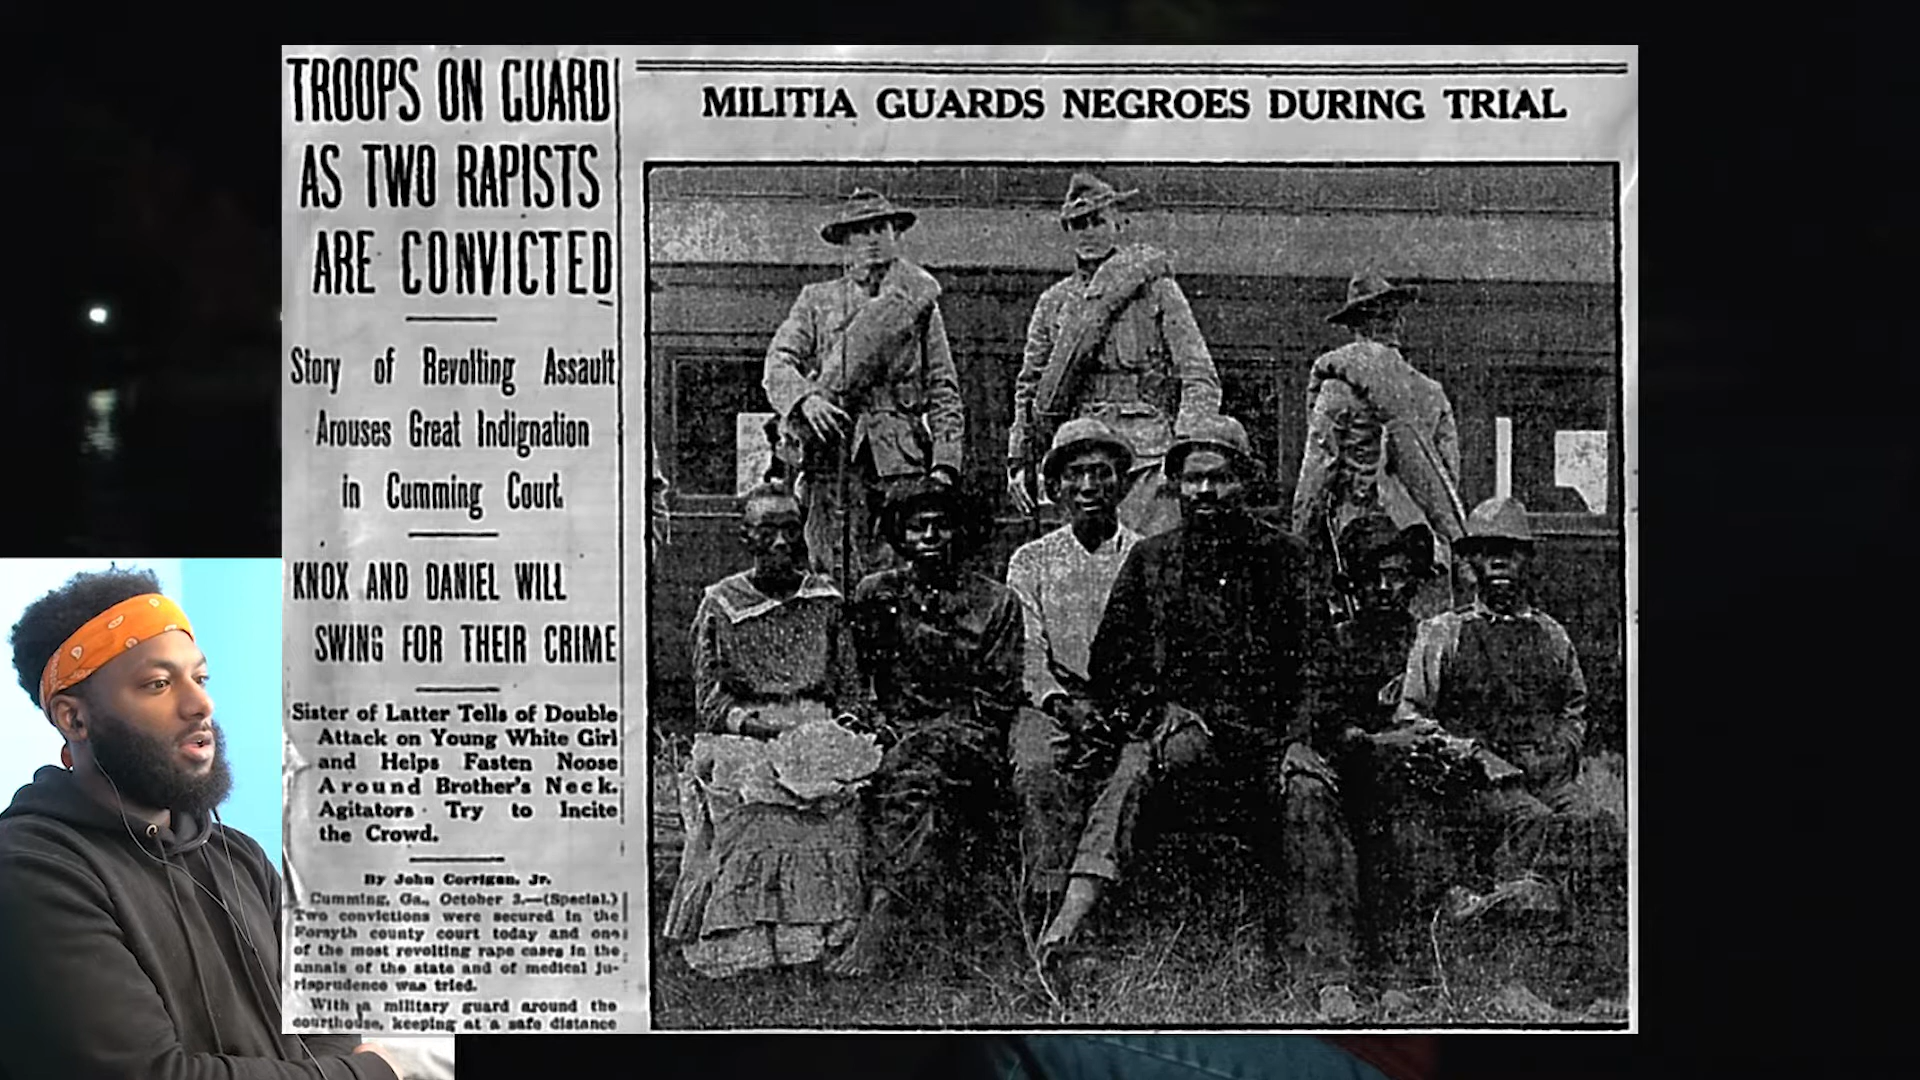 TROOPS ON GUARD
AS TWO RAPISTS
ARE CONVICTED
Story of Revolting Assault
Arouses Great Indignation
in Cumming Court
KNOX AND DANIEL WILL
SWING FOR THEIR CRIME
Sister of Latter Tells of Double
Attack on Young White Girl
and Helps Fasten Noose
Around Brother's Neck.
Agitators Try to Incite
the Crowd.
By John Corrigan, Jr.
Cumming, Ga., October 3.—(Special.)
Two convictions were secured in the
Forsyth county court today and one
of the most revolting rape cases in the
annals of the state and of medical ju-
risprudence was tried.
With a military guard around the
courthouse, keeping at a safe distance
MILITIA GUARDS NEGROES DURING TRIAL